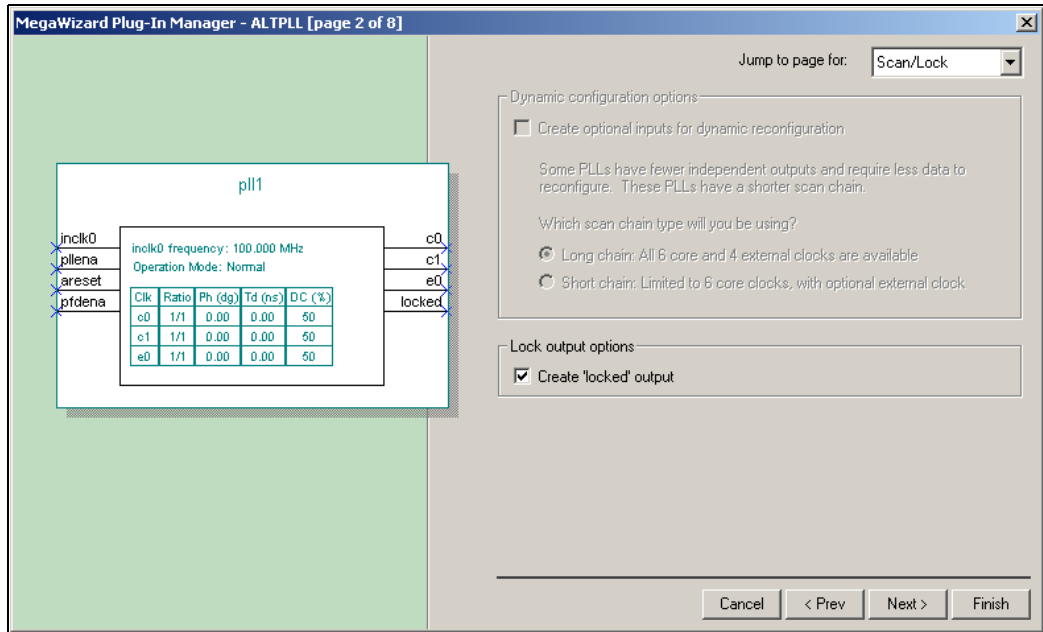 MegaWizard Plug-In Manager - ALTPLL [page 2 of 8]
Jump to page for: Scan/Lock
Dynamic configuration options
Create optional inputs for dynamic reconfiguration
Some PLLs have fewer independent outputs and require less data to
reconfigure. These PLLs have a shorter scan chain.
Which scan chain type will you be using?
Long chain: All 6 core and 4 external clocks are available
Short chain: Limited to 6 core clocks, with optional external clock
Lock output options
Create 'locked' output
pll1
inclk0
pllena
areset
pfdena
inclk0 frequency: 100.000 MHz
Operation Mode: Normal
Clk Ratio Ph (dg) Td (ns) DC (%)
c0 1/1 0.00 0.00 50
c1 1/1 0.00 0.00 50
e0 1/1 0.00 0.00 50
c0
c1
e0
locked
Cancel < Prev Next > Finish